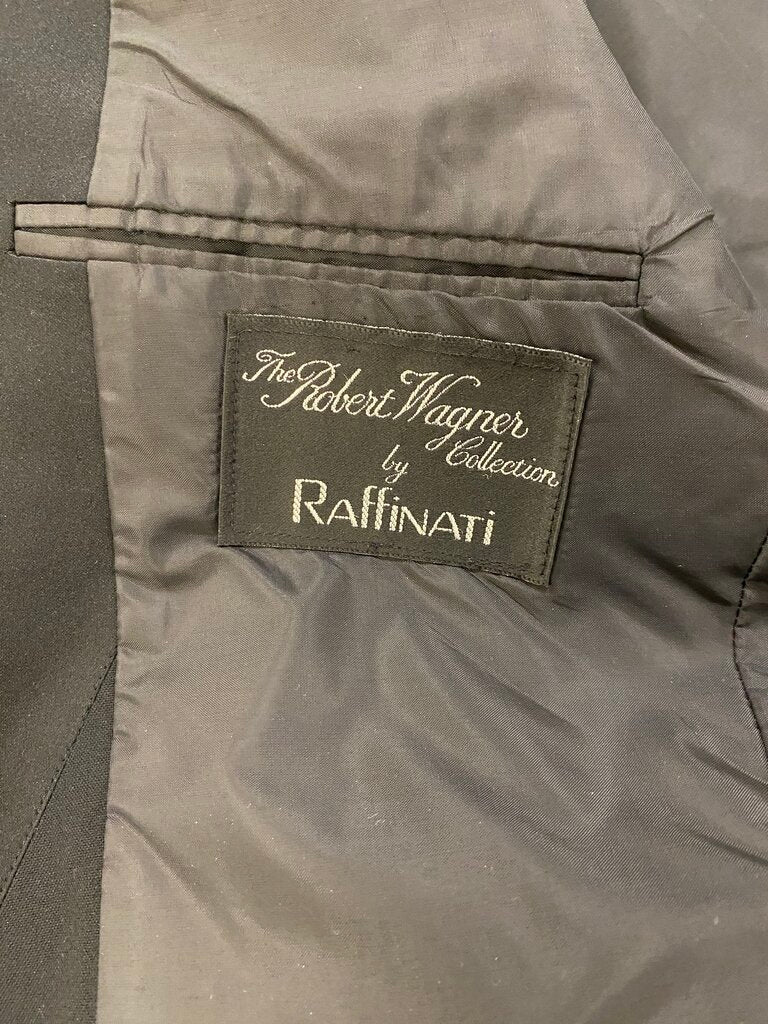 The Robert Wagner
Collection
by
Raffinati